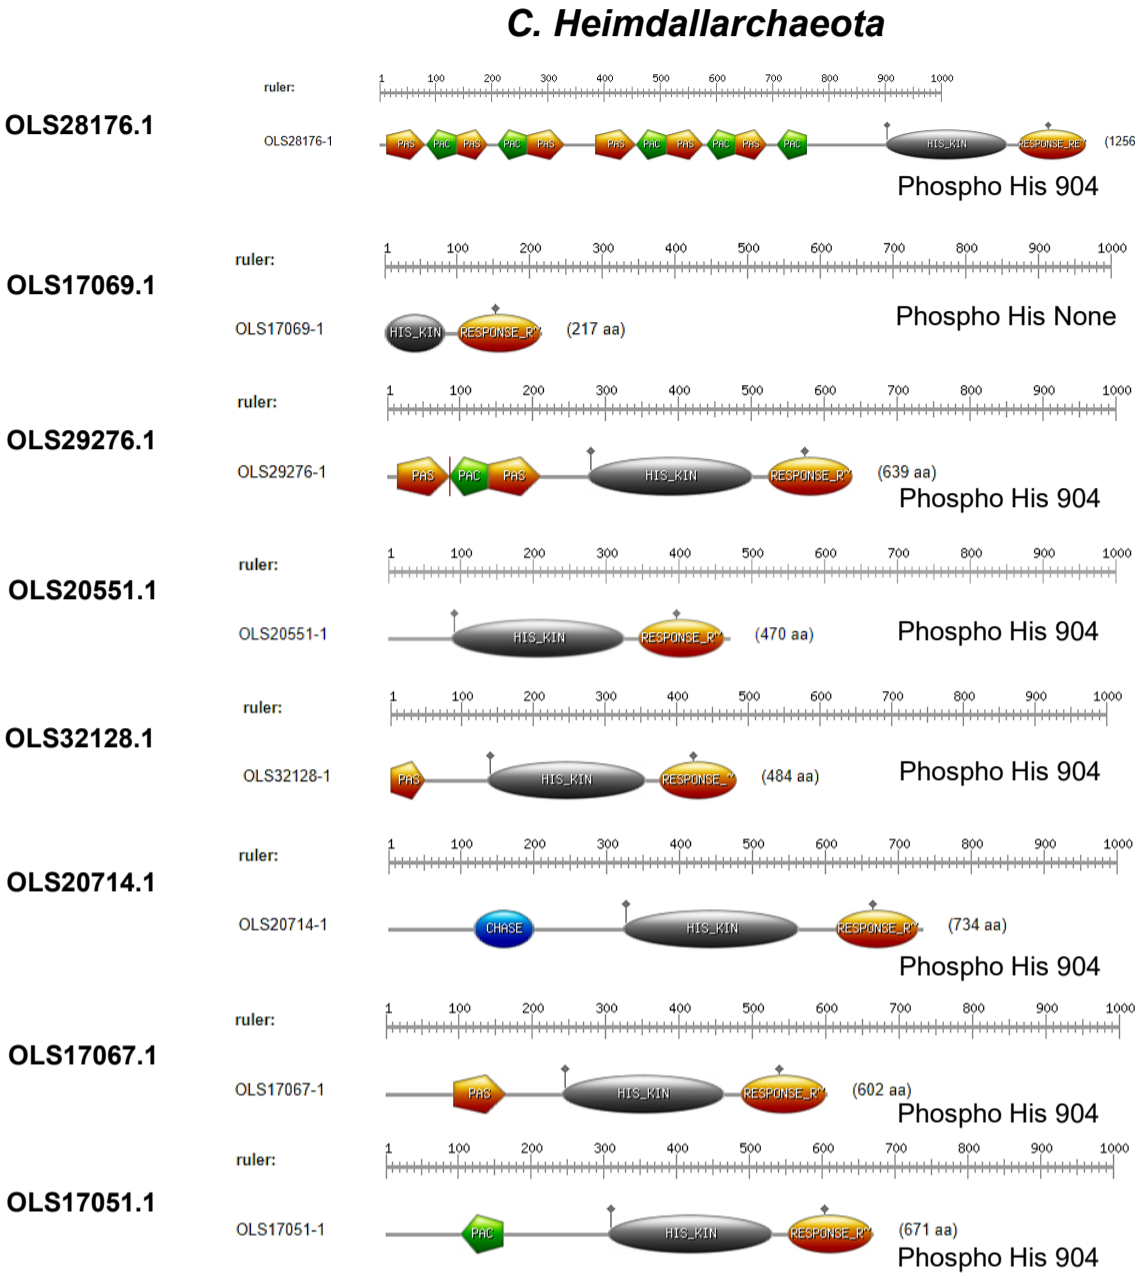 C. Heimdallarchaeota
OLS28176.1
ruler:
1 100 200 300 400 500 600 700 800 900 1000
OLS28176-1
PAS PAC PAS PAC PAS PAS PAC PAS PAC PAS PAC HIS_KIN RESPONSE_RE
(1256
Phospho His 904
OLS17069.1
ruler:
1 100 200 300 400 500 600 700 800 900 1000
OLS17069-1
HIS_KIN RESPONSE_R
(217 aa)
Phospho His None
OLS29276.1
ruler:
1 100 200 300 400 500 600 700 800 900 1000
OLS29276-1
PAS PAC PAS HIS_KIN RESPONSE_R
(639 aa)
Phospho His 904
OLS20551.1
ruler:
1 100 200 300 400 500 600 700 800 900 1000
OLS20551-1
HIS_KIN RESPONSE_R
(470 aa)
Phospho His 904
OLS32128.1
ruler:
1 100 200 300 400 500 600 700 800 900 1000
OLS32128-1
PAS HIS_KIN RESPONSE_
(484 aa)
Phospho His 904
OLS20714.1
ruler:
1 100 200 300 400 500 600 700 800 900 1000
OLS20714-1
CHASE HIS_KIN RESPONSE_R
(734 aa)
Phospho His 904
OLS17067.1
ruler:
1 100 200 300 400 500 600 700 800 900 1000
OLS17067-1
PAS HIS_KIN RESPONSE_R
(602 aa)
Phospho His 904
OLS17051.1
ruler:
1 100 200 300 400 500 600 700 800 900 1000
OLS17051-1
PAC HIS_KIN RESPONSE_R
(671 aa)
Phospho His 904